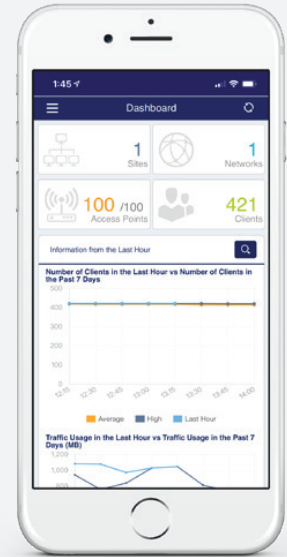 1:45
Dashboard
1
Sites
1
Networks
100 /100
Access Points
421
Clients
Information from the Last Hour
Number of Clients in the Last Hour vs Number of Clients in
the Past 7 Days
500
400
300
200
100
0
12:15 12:30 12:45 13:00 13:15 13:30 13:45 14:00
Average High Last Hour
Traffic Usage in the Last Hour vs Traffic Usage in the Past 7
Days (MB)
1,200
1,000
800